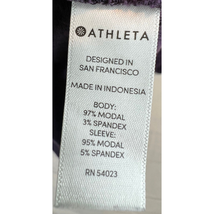 ATHLETA
DESIGNED IN
SAN FRANCISCO
MADE IN INDONESIA
BODY:
97% MODAL
3% SPANDEX
SLEEVE:
95% MODAL
5% SPANDEX
RN 54023